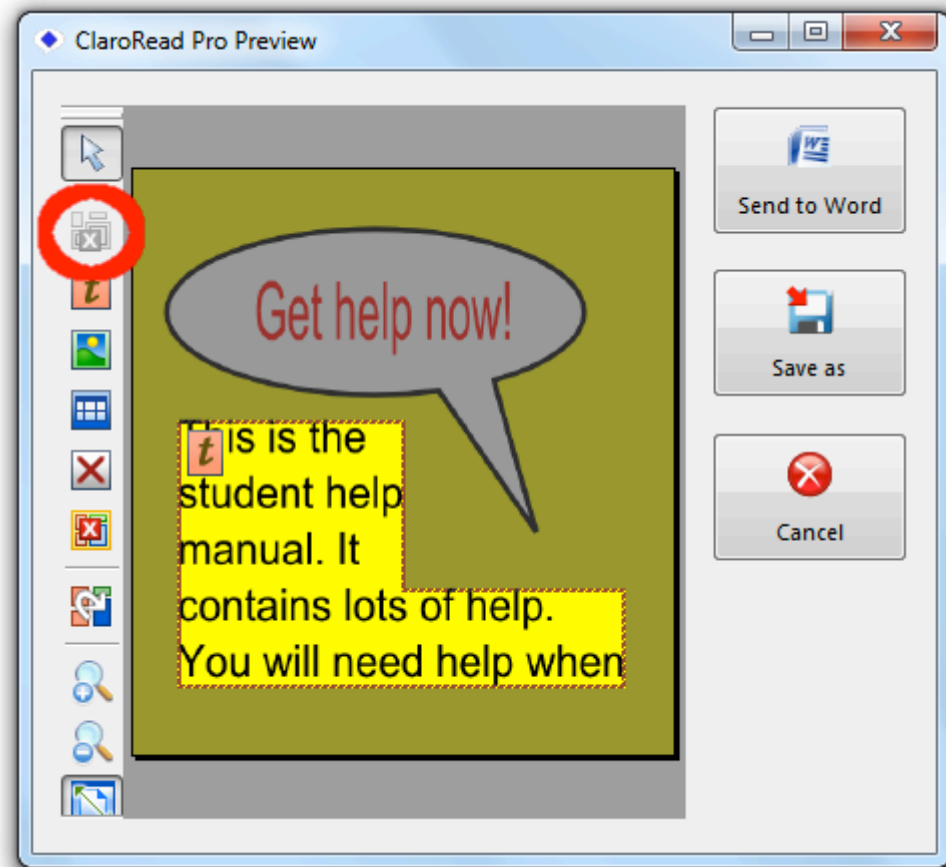 ClaroRead Pro Preview
Send to Word
Save as
Cancel
Get help now!
This is the
student help
manual. It
contains lots of help.
You will need help when